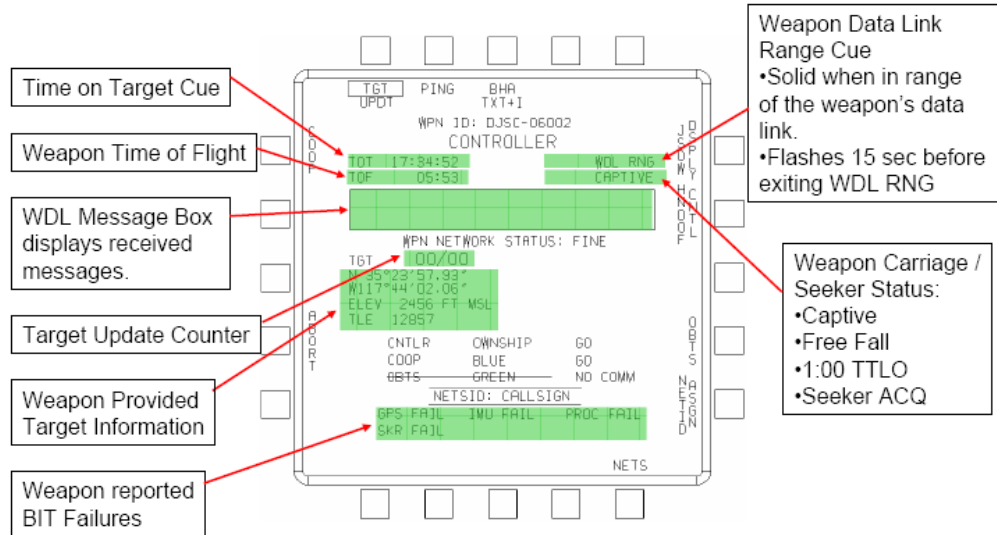 Time on Target Cue
Weapon Time of Flight
WDL Message Box
displays received
messages.
Target Update Counter
Weapon Provided
Target Information
Weapon reported
BIT Failures
TGT PING BHA
UPDT TXT+I
WPN ID: DJSC-06002
CONTROLLER
TOT 17:34:52 WDL RNG
TOF 05:53 CAPTIVE
WPN NETWORK STATUS: FINE
TGT 00/00
N 35°23'57.93"
W117°44'02.06"
ELEV 2456 FT MSL
TLE 12857
CNTLR OWNSHIP GO
COOP BLUE GO
OBTS GREEN NO COMM
NETSID: CALLSIGN
GPS FAIL IMU FAIL PROC FAIL
SKR FAIL
NETS
COOP
ABORT
JSOW DSPLY
HNOOF CNTL
OBTS
NETID ASGN
Weapon Data Link
Range Cue
•Solid when in range
of the weapon's data
link.
•Flashes 15 sec before
exiting WDL RNG
Weapon Carriage /
Seeker Status:
•Captive
•Free Fall
•1:00 TTLO
•Seeker ACQ